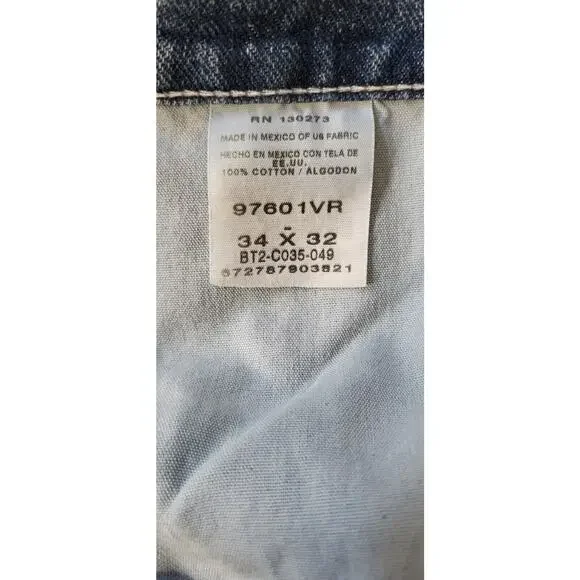 RN 130273
MADE IN MEXICO OF US FABRIC
HECHO EN MEXICO CON TELA DE
EE.UU.
100% COTTON / ALGODON
97601VR
-
34 X 32
BT2-C035-049
672787903821